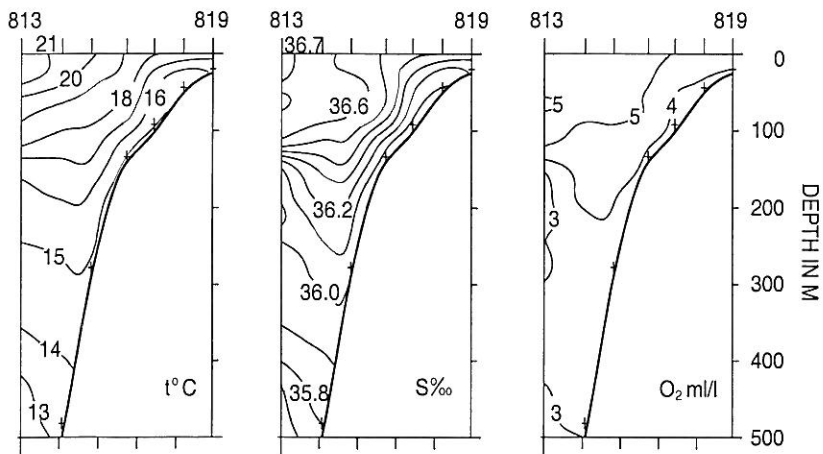 813 819 813 819 813 819
21 36.7 0
20
18 16 36.6 5 5 4
100
36.2 200
3
15 36.0 300
DEPTH IN M
14 400
13 t° C 35.8 S‰ 3 O₂ ml/l
500